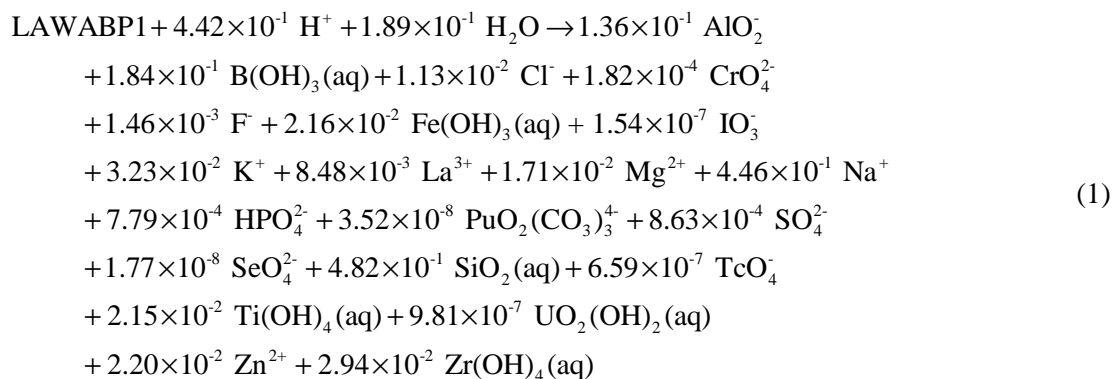 LAWABP1 + 4.42×10⁻¹ H⁺ + 1.89×10⁻¹ H₂O → 1.36×10⁻¹ AlO₂⁻
+1.84×10⁻¹ B(OH)₃(aq) + 1.13×10⁻² Cl⁻ + 1.82×10⁻⁴ CrO₄²⁻
+1.46×10⁻³ F⁻ + 2.16×10⁻² Fe(OH)₃(aq) + 1.54×10⁻⁷ IO₃⁻
+3.23×10⁻² K⁺ + 8.48×10⁻³ La³⁺ + 1.71×10⁻² Mg²⁺ + 4.46×10⁻¹ Na⁺
+7.79×10⁻⁴ HPO₄²⁻ + 3.52×10⁻⁸ PuO₂(CO₃)₃⁴⁻ + 8.63×10⁻⁴ SO₄²⁻
+1.77×10⁻⁸ SeO₄²⁻ + 4.82×10⁻¹ SiO₂(aq) + 6.59×10⁻⁷ TcO₄⁻
+2.15×10⁻² Ti(OH)₄(aq) + 9.81×10⁻⁷ UO₂(OH)₂(aq)
+2.20×10⁻² Zn²⁺ + 2.94×10⁻² Zr(OH)₄(aq)
(1)